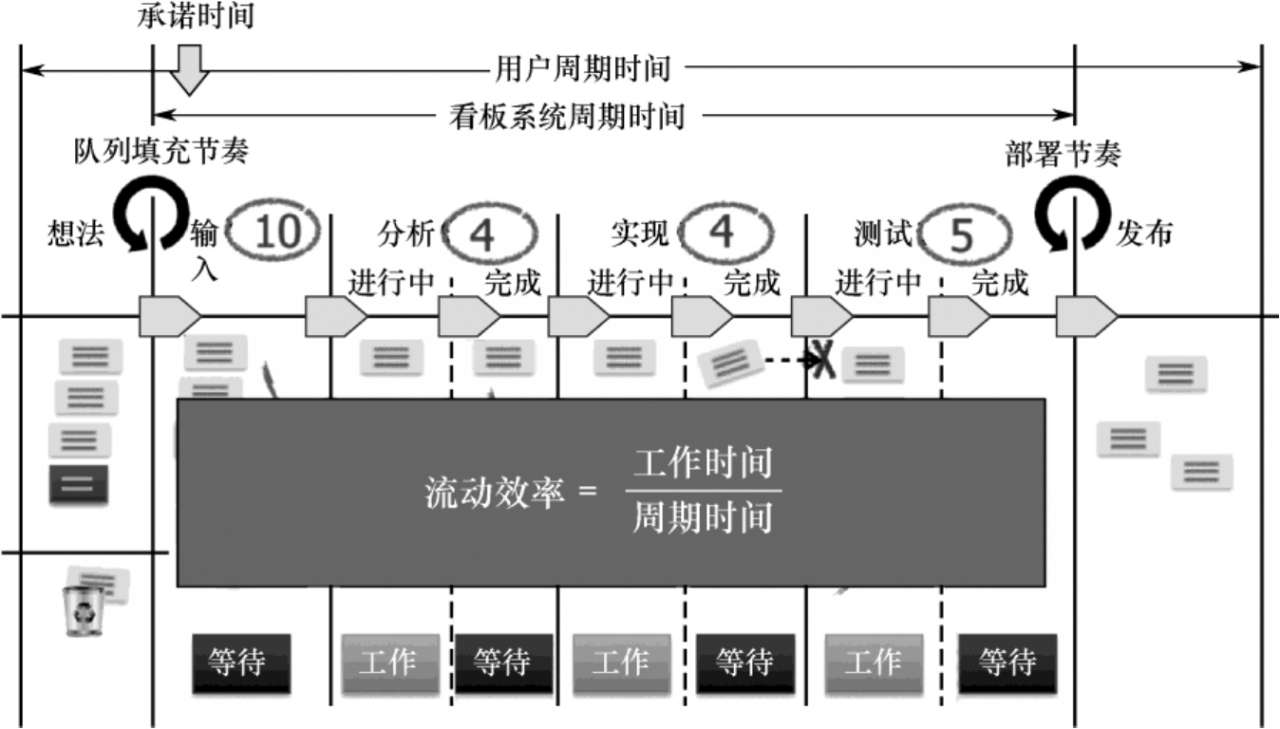 承诺时间
用户周期时间
看板系统周期时间
队列填充节奏
部署节奏
想法
输
入
10
分析
4
实现
4
测试
5
发布
进行中
完成
进行中
完成
进行中
完成
X
流动效率 = 工作时间
周期时间
等待
工作
等待
工作
等待
工作
等待